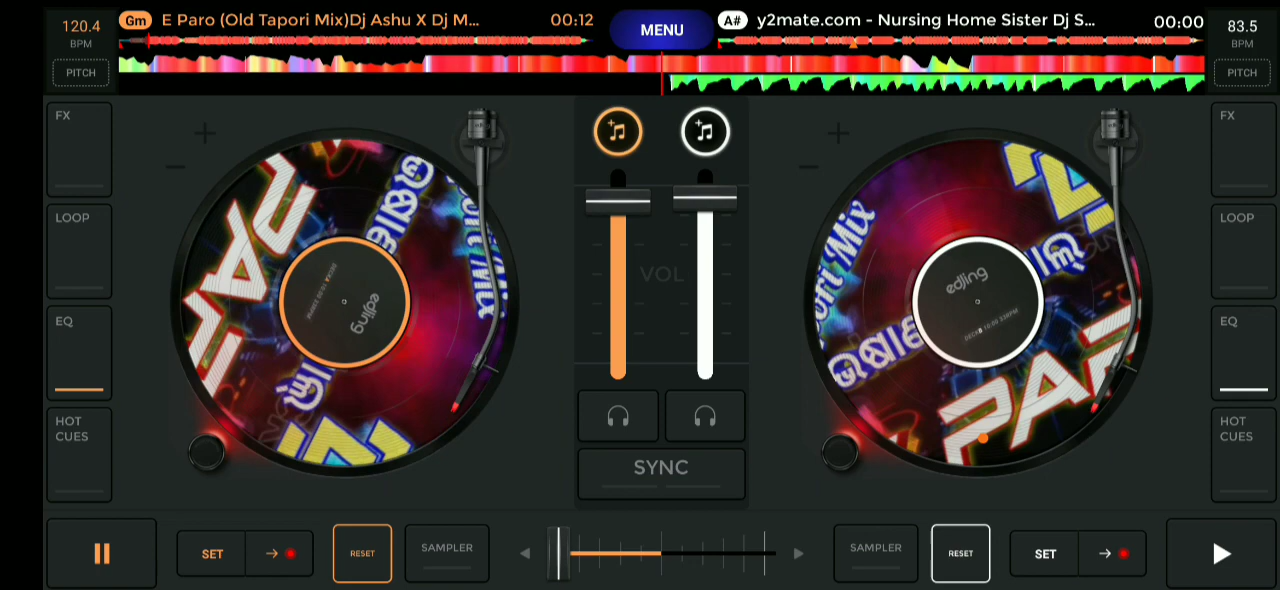 120.4
BPM
PITCH
Gm E Paro (Old Tapori Mix)Dj Ashu X Dj M... 00:12
MENU
A# y2mate.com - Nursing Home Sister Dj S... 00:00
83.5
BPM
PITCH
FX
LOOP
EQ
HOT
CUES
edjing
VOL
edjing
FX
LOOP
EQ
HOT
CUES
SYNC
SET
RESET
SAMPLER
SAMPLER
RESET
SET